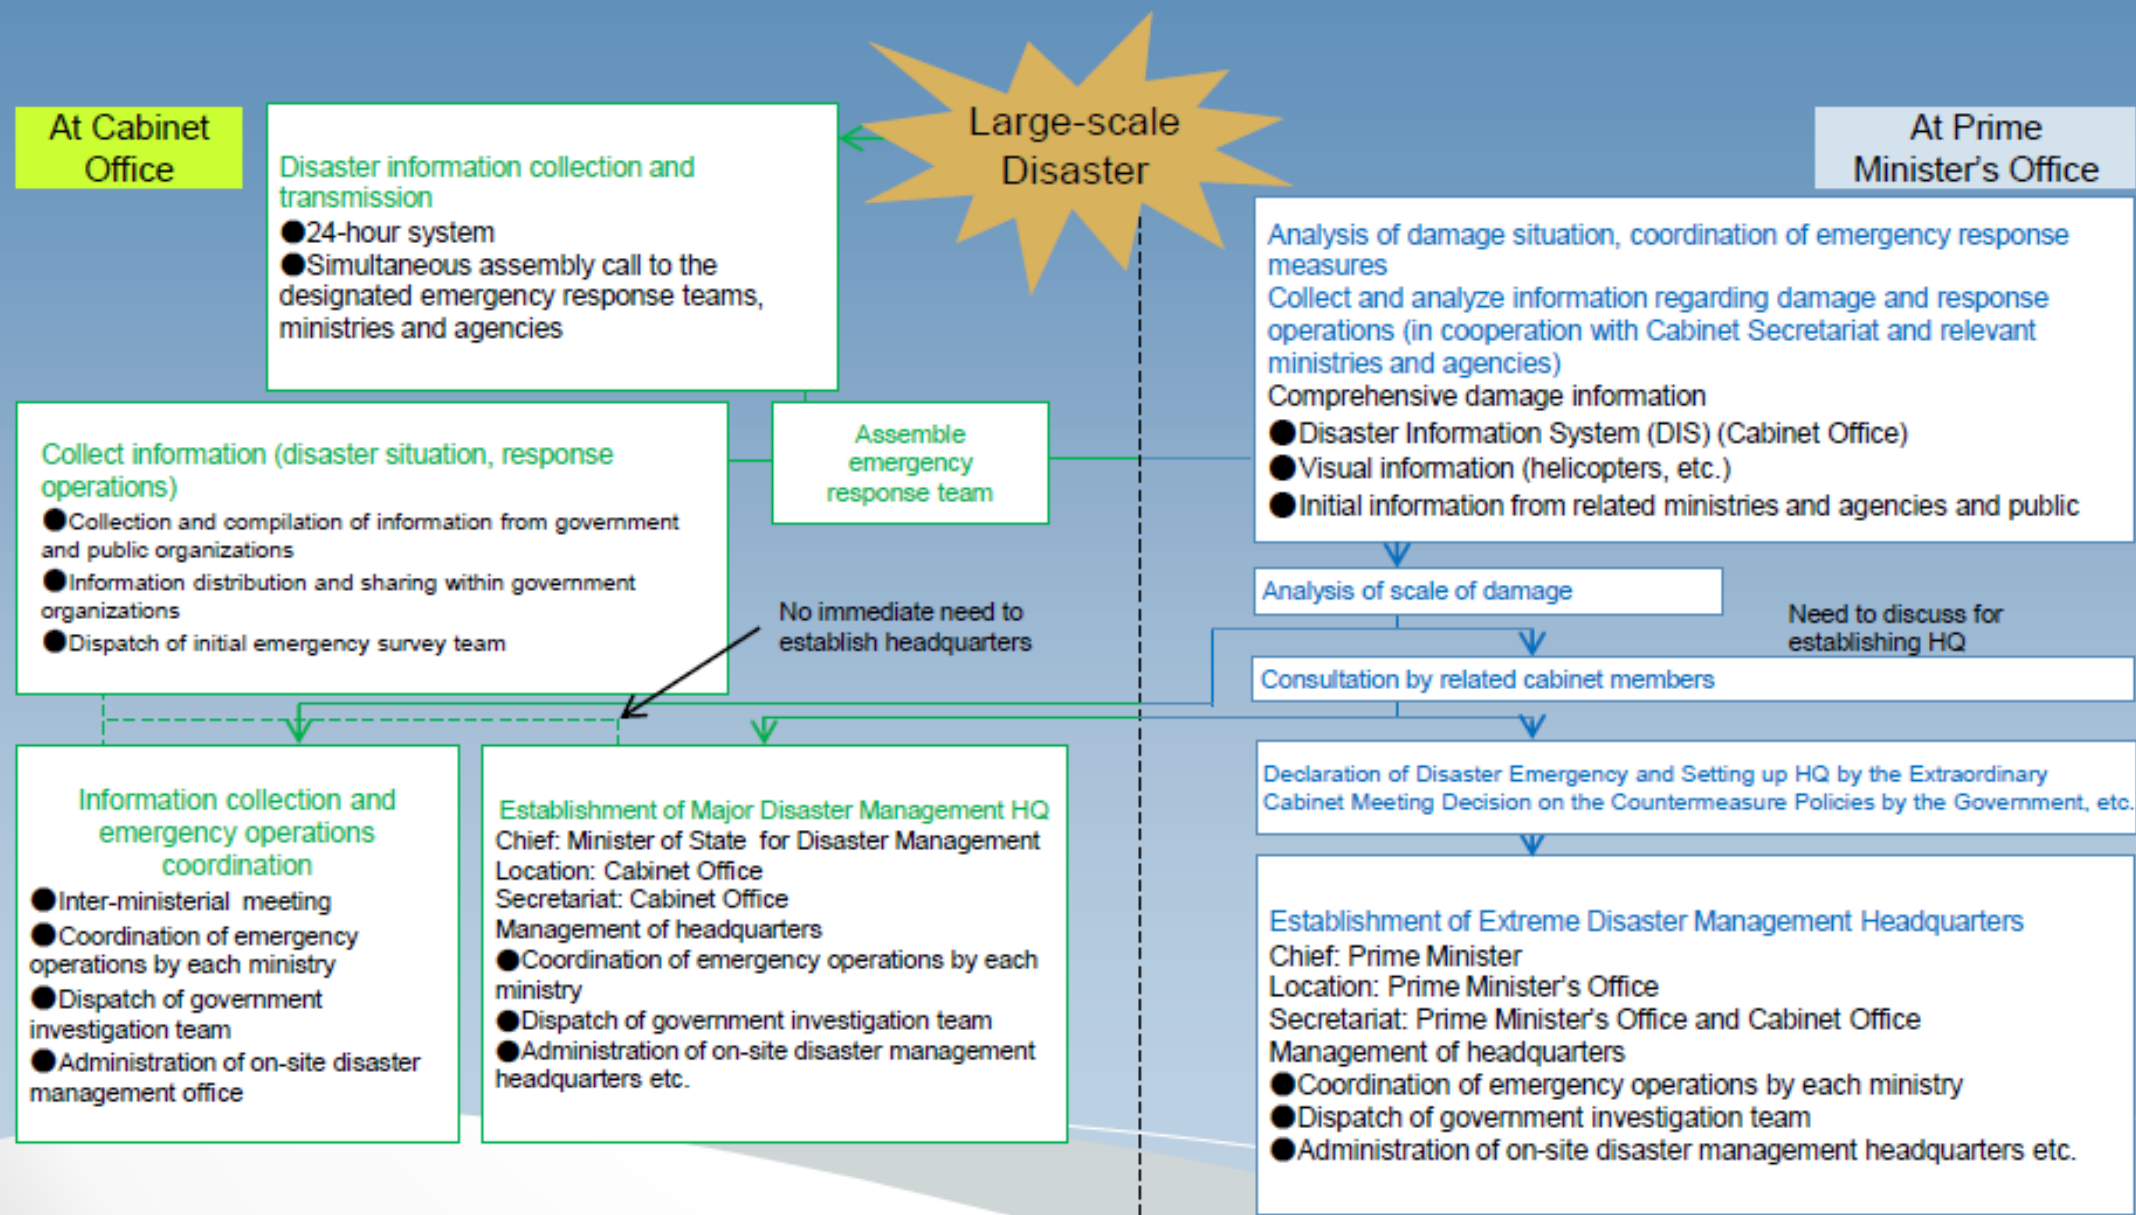 Large-scale
Disaster
At Cabinet
Office
Disaster information collection and
transmission
●24-hour system
●Simultaneous assembly call to the
designated emergency response teams,
ministries and agencies
Collect information (disaster situation, response
operations)
●Collection and compilation of information from government
and public organizations
●Information distribution and sharing within government
organizations
●Dispatch of initial emergency survey team
Assemble
emergency
response team
No immediate need to
establish headquarters
Information collection and
emergency operations
coordination
●Inter-ministerial meeting
●Coordination of emergency
operations by each ministry
●Dispatch of government
investigation team
●Administration of on-site disaster
management office
Establishment of Major Disaster Management HQ
Chief: Minister of State for Disaster Management
Location: Cabinet Office
Secretariat: Cabinet Office
Management of headquarters
●Coordination of emergency operations by each
ministry
●Dispatch of government investigation team
●Administration of on-site disaster management
headquarters etc.
At Prime
Minister's Office
Analysis of damage situation, coordination of emergency response
measures
Collect and analyze information regarding damage and response
operations (in cooperation with Cabinet Secretariat and relevant
ministries and agencies)
Comprehensive damage information
●Disaster Information System (DIS) (Cabinet Office)
●Visual information (helicopters, etc.)
●Initial information from related ministries and agencies and public
Analysis of scale of damage
Need to discuss for
establishing HQ
Consultation by related cabinet members
Declaration of Disaster Emergency and Setting up HQ by the Extraordinary
Cabinet Meeting Decision on the Countermeasure Policies by the Government, etc.
Establishment of Extreme Disaster Management Headquarters
Chief: Prime Minister
Location: Prime Minister's Office
Secretariat: Prime Minister's Office and Cabinet Office
Management of headquarters
●Coordination of emergency operations by each ministry
●Dispatch of government investigation team
●Administration of on-site disaster management headquarters etc.